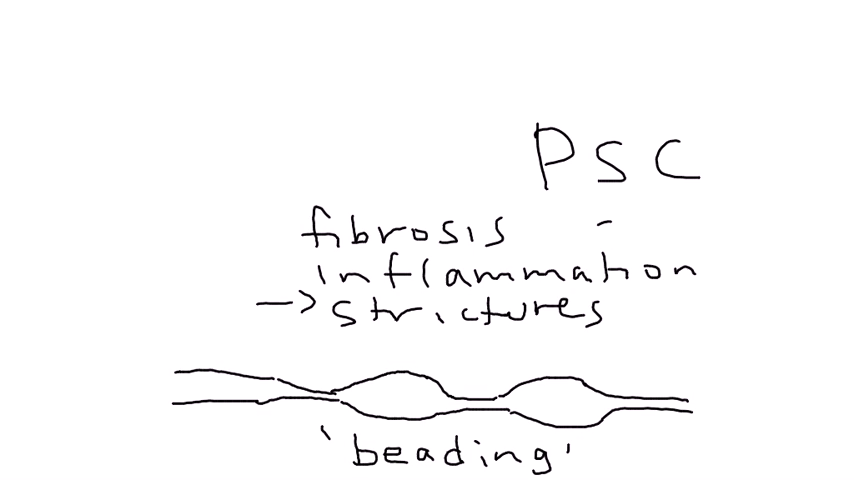 PSC
fibrosis
inflammation
-> strictures
'beading'